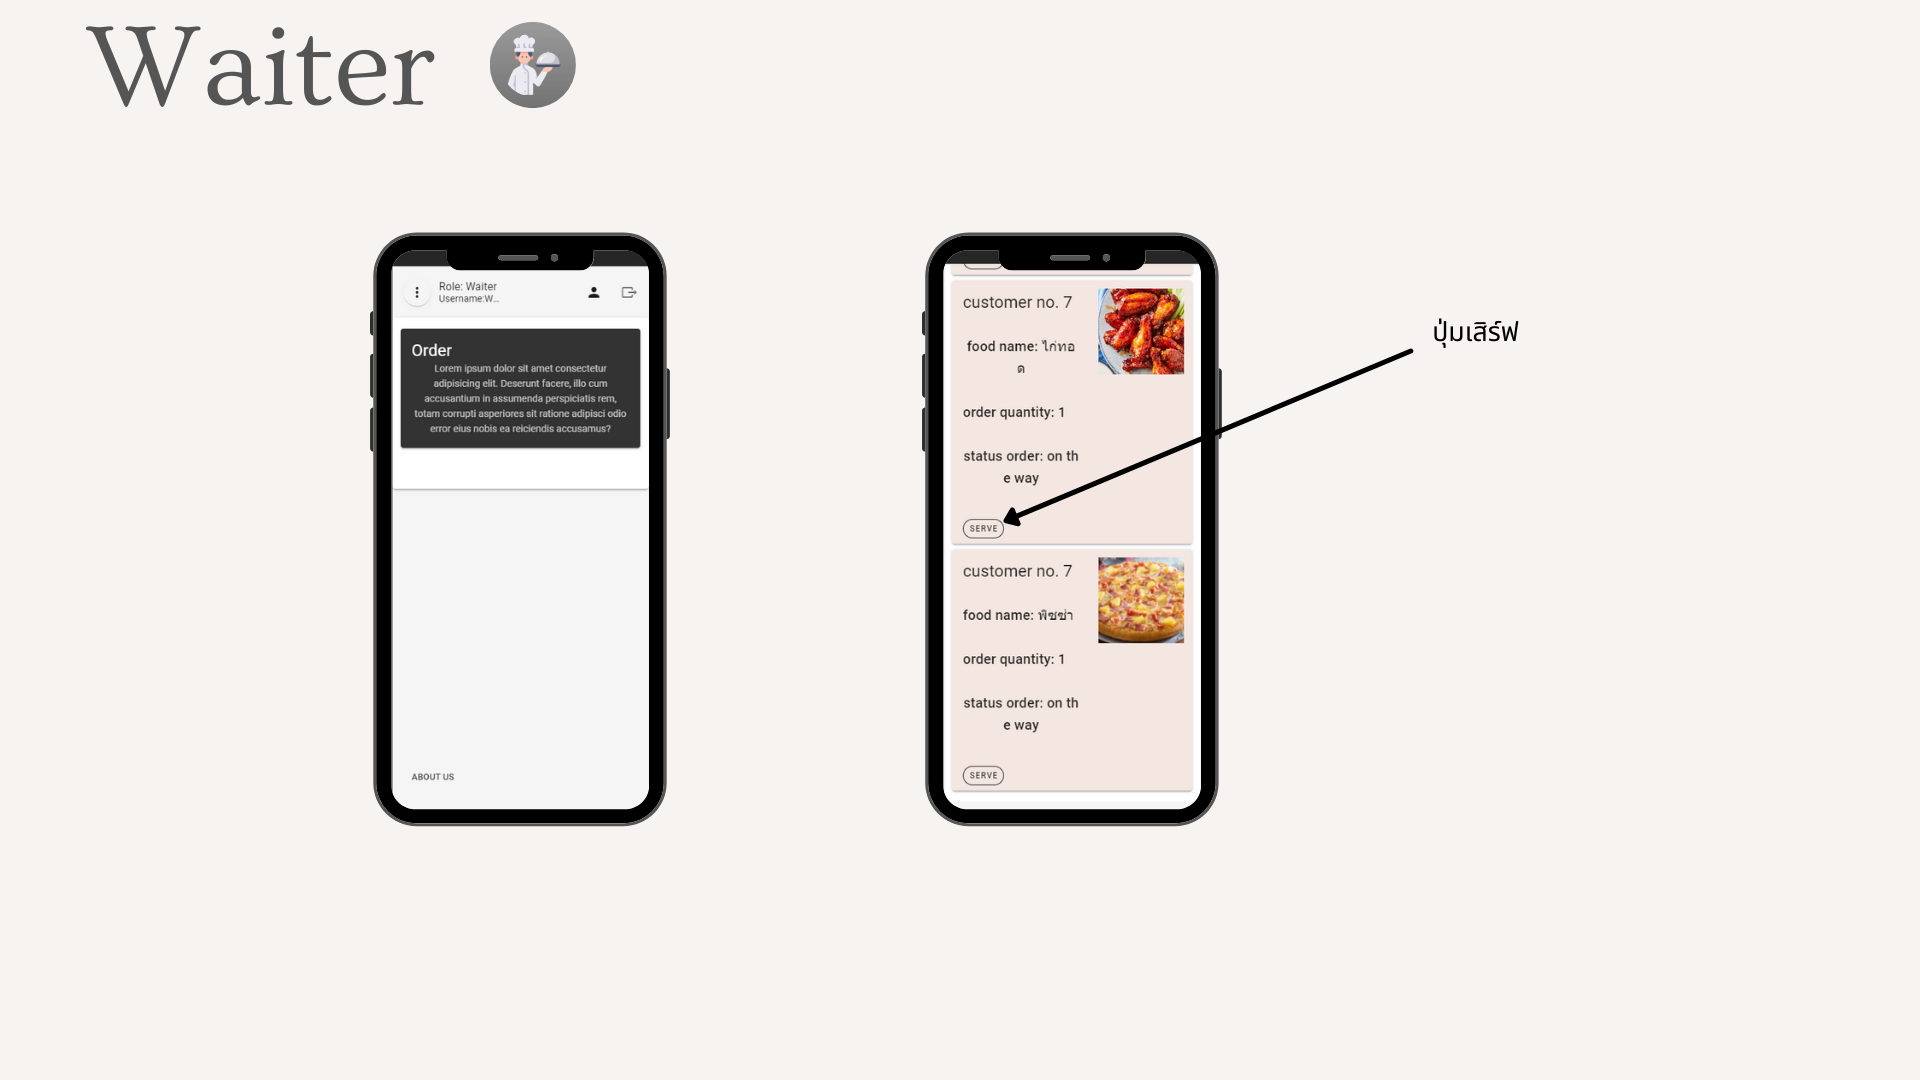 Waiter
Role: Waiter
Username:W...
Order
Lorem ipsum dolor sit amet consectetur
adipisicing elit. Deserunt facere, illo cum
accusantium in assumenda perspiciatis rem,
totam corrupti asperiores sit ratione adipisci odio
error eius nobis ea reiciendis accusamus?
ABOUT US
customer no. 7
food name: ไก่ทอ
ด
order quantity: 1
status order: on th
e way
SERVE
customer no. 7
food name: พิซซ่า
order quantity: 1
status order: on th
e way
SERVE
ปุ่มเสิร์ฟ